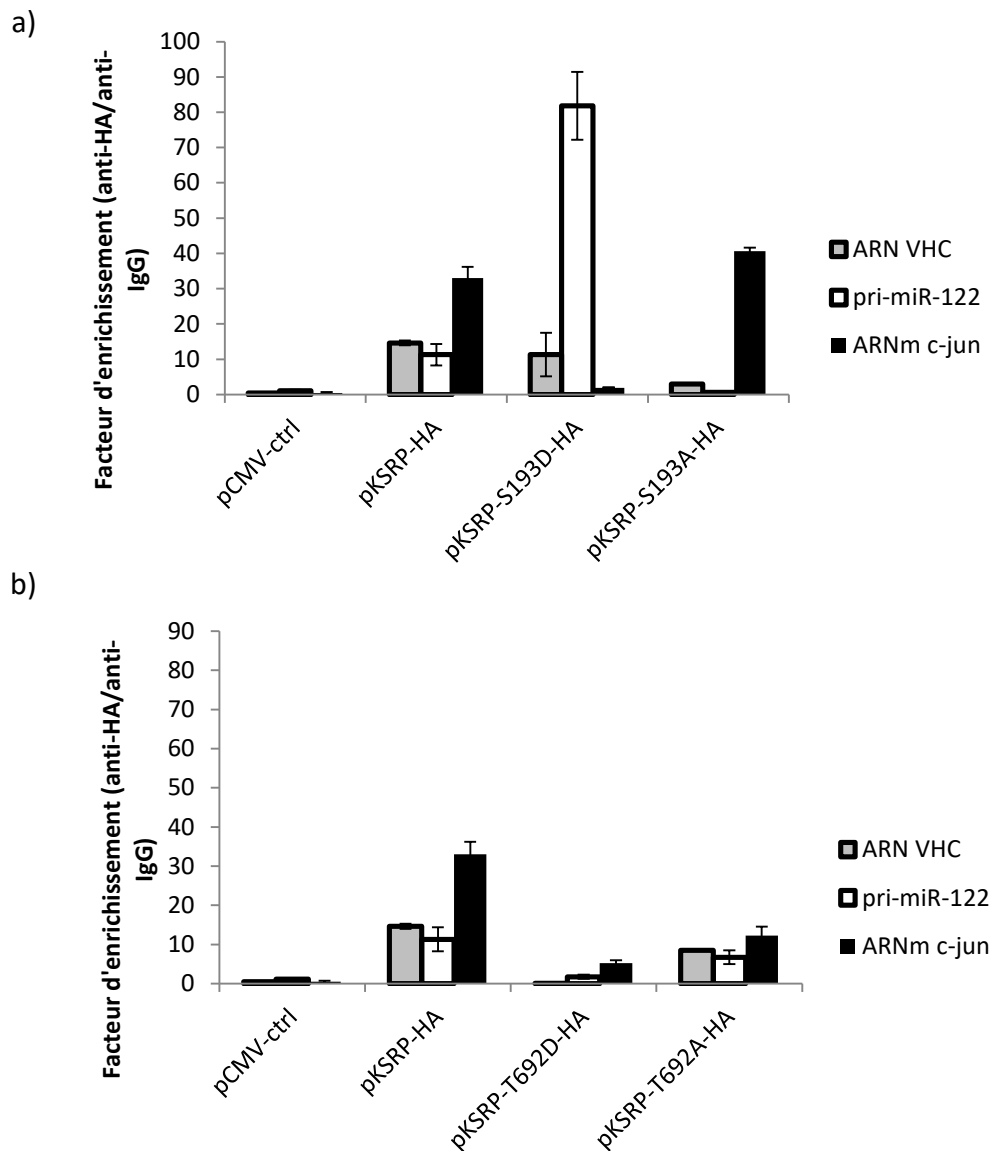 a)
Facteur d'enrichissement (anti-HA/anti-
IgG)
100
90
80
70
60
50
40
30
20
10
0
pCMV-ctrl
pKSRP-HA
pKSRP-S193D-HA
pKSRP-S193A-HA
ARN VHC
pri-miR-122
ARNm c-jun
b)
Facteur d'enrichissement (anti-HA/anti-
IgG)
90
80
70
60
50
40
30
20
10
0
pCMV-ctrl
pKSRP-HA
pKSRP-T692D-HA
pKSRP-T692A-HA
ARN VHC
pri-miR-122
ARNm c-jun